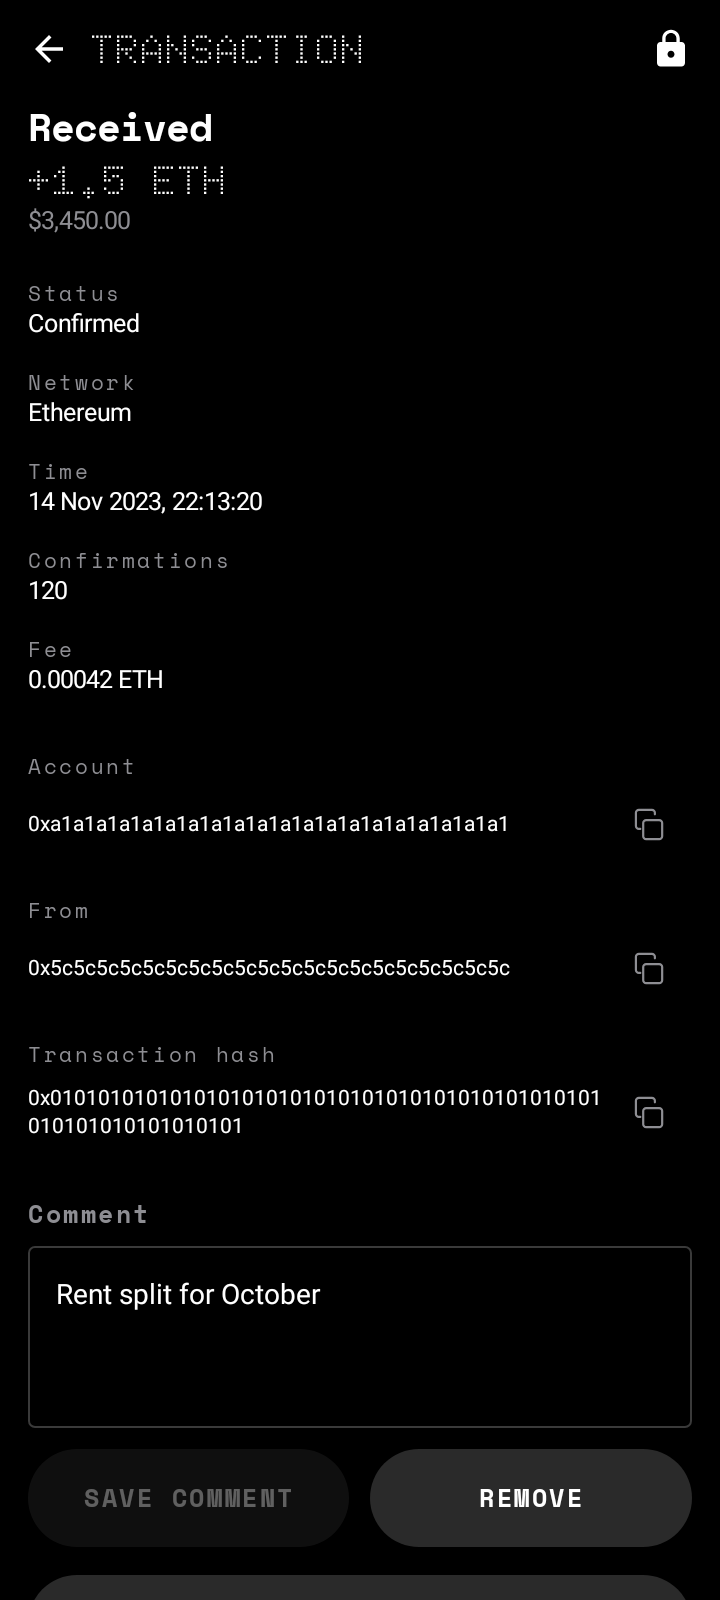 TRANSACTION
Received
+1,5 ETH
$3,450.00
Status
Confirmed
Network
Ethereum
Time
14 Nov 2023, 22:13:20
Confirmations
120
Fee
0.00042 ETH
Account
0xa1a1a1a1a1a1a1a1a1a1a1a1a1a1a1a1a1a1a1a1
From
0x5c5c5c5c5c5c5c5c5c5c5c5c5c5c5c5c5c5c5c5c
Transaction hash
0x0101010101010101010101010101010101010101010101
010101010101010101
Comment
Rent split for October
SAVE COMMENT
REMOVE